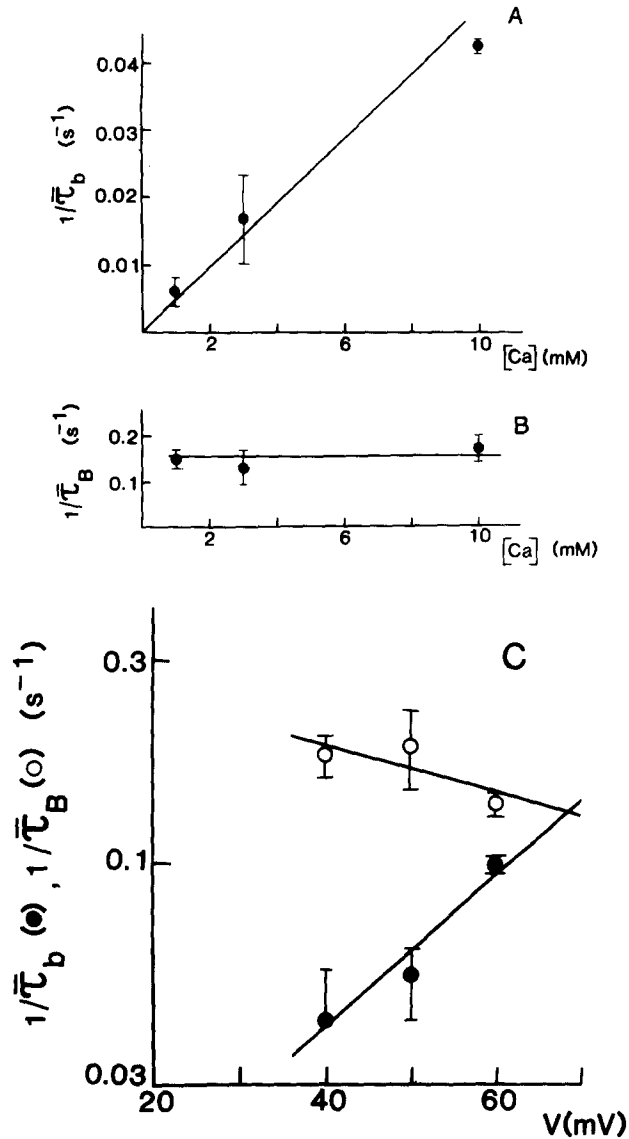 A
0.04
0.03
0.02
0.01
1/τ̿b (s⁻¹)
2 6 10
[Ca] (mM)
B
0.2
0.1
1/τ̿B (s⁻¹)
2 6 10
[Ca] (mM)
C
0.3
0.1
0.03
1/τ̿b (●), 1/τ̿B (○) (s⁻¹)
20 40 60
V(mV)